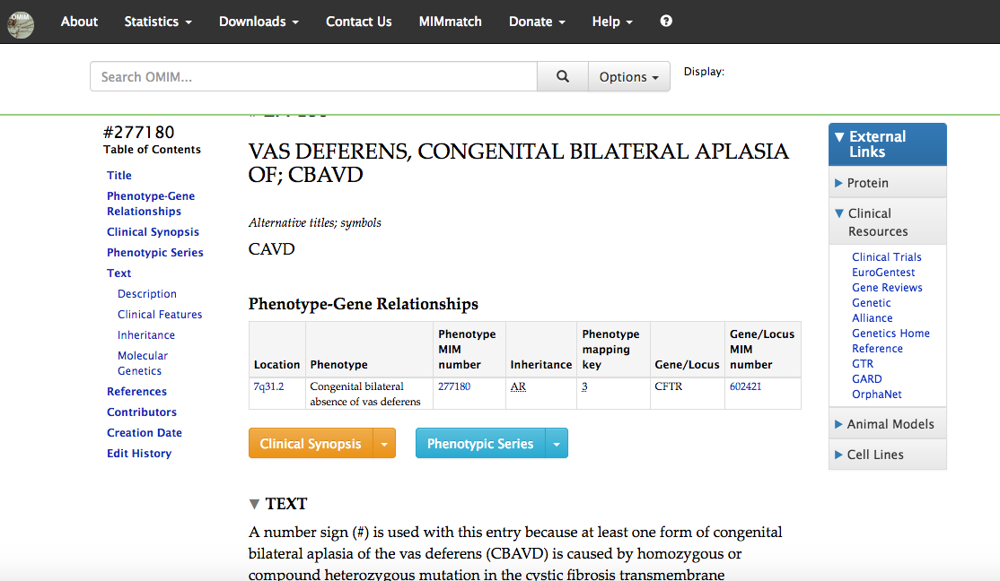 OMIM
About Statistics Downloads Contact Us MIMmatch Donate Help
Search OMIM...
Options
Display:
#277180
Table of Contents
Title
Phenotype-Gene
Relationships
Clinical Synopsis
Phenotypic Series
Text
Description
Clinical Features
Inheritance
Molecular
Genetics
References
Contributors
Creation Date
Edit History
VAS DEFERENS, CONGENITAL BILATERAL APLASIA
OF; CBAVD
Alternative titles; symbols
CAVD
Phenotype-Gene Relationships
Location Phenotype Phenotype MIM number Inheritance Phenotype mapping key Gene/Locus Gene/Locus MIM number
7q31.2 Congenital bilateral absence of vas deferens 277180 AR 3 CFTR 602421
Clinical Synopsis Phenotypic Series
TEXT
A number sign (#) is used with this entry because at least one form of congenital
bilateral aplasia of the vas deferens (CBAVD) is caused by homozygous or
compound heterozygous mutation in the cystic fibrosis transmembrane
External
Links
Protein
Clinical
Resources
Clinical Trials
EuroGentest
Gene Reviews
Genetic
Alliance
Genetics Home
Reference
GTR
GARD
OrphaNet
Animal Models
Cell Lines